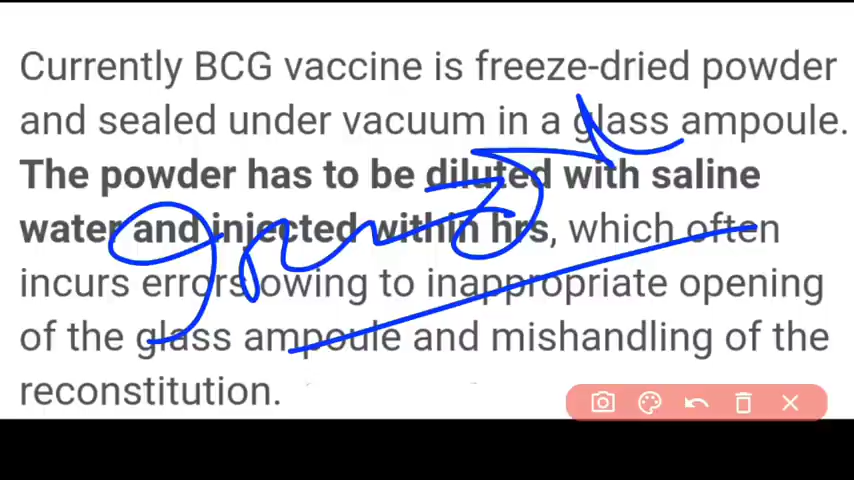 Currently BCG vaccine is freeze-dried powder
and sealed under vacuum in a glass ampoule.
The powder has to be diluted with saline
water and injected within hrs, which often
incurs errors owing to inappropriate opening
of the glass ampoule and mishandling of the
reconstitution.